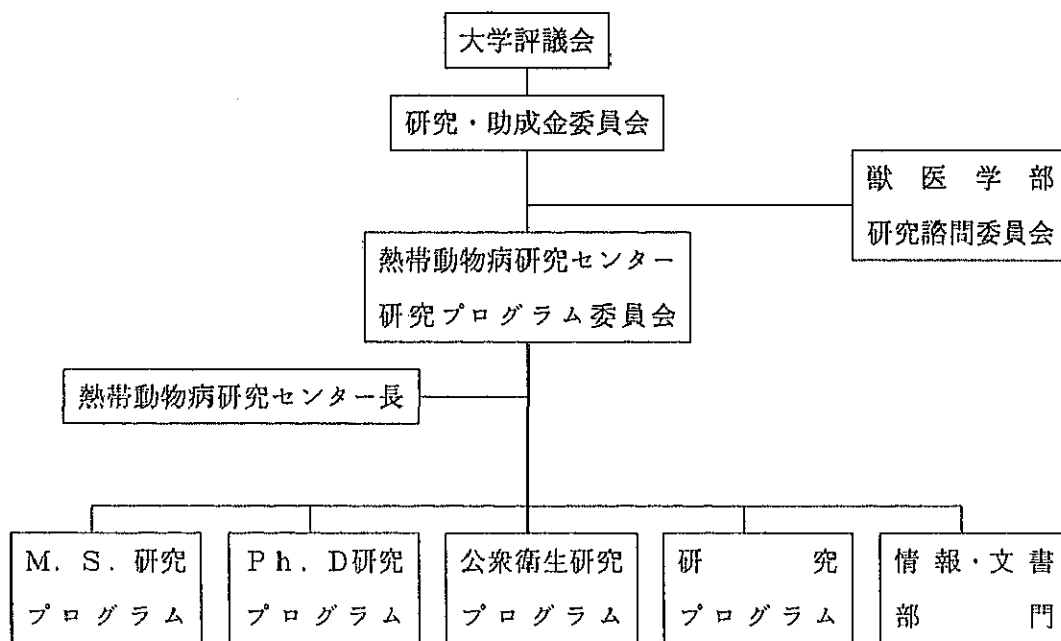 大学評議会
研究・助成金委員会
獣医学部
研究諮問委員会
熱帯動物病研究センター
研究プログラム委員会
熱帯動物病研究センター長
M. S. 研究
プログラム
Ph. D研究
プログラム
公衆衛生研究
プログラム
研究
プログラム
情報・文書
部門